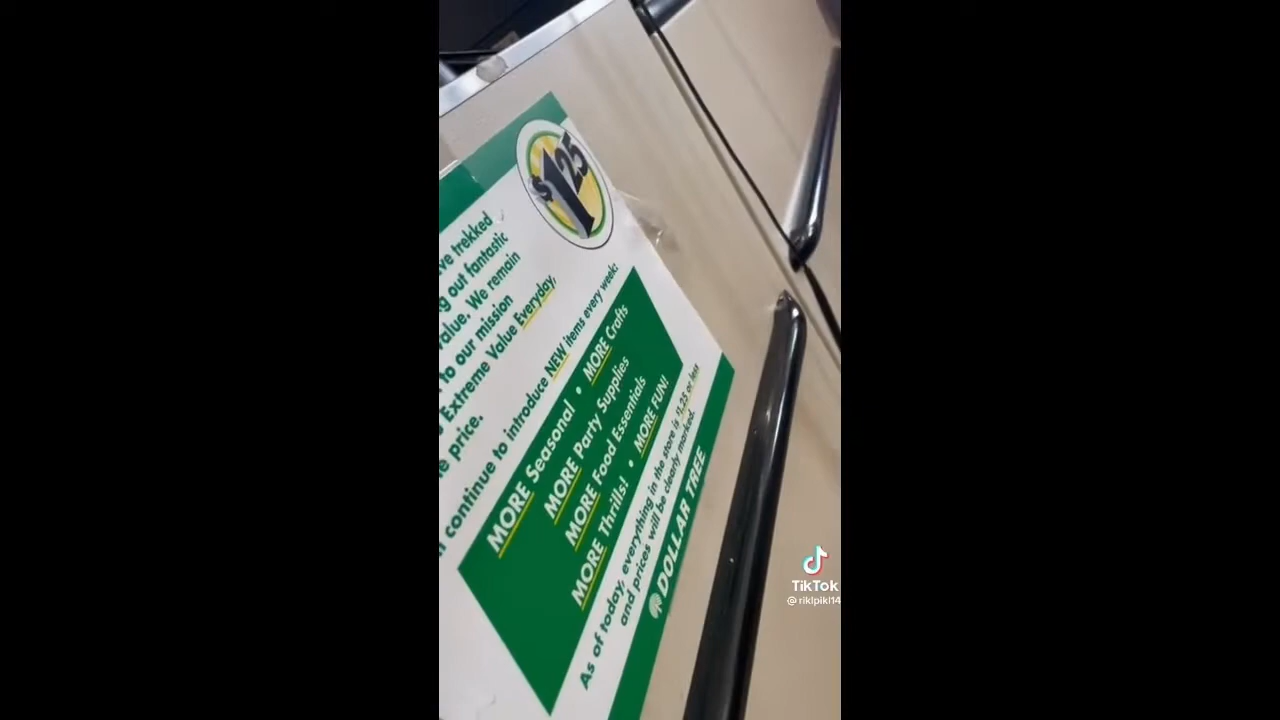 $1.25
ve trekked
g out fantastic
alue. We remain
to our mission
Extreme Value Everyday,
e price.
continue to introduce NEW items every week!
MORE Seasonal • MORE Crafts
MORE Party Supplies
MORE Food Essentials
MORE Thrills! • MORE FUN!
As of today, everything in the store is $1.25 or less
and prices will be clearly marked.
DOLLAR TREE
TikTok
@riklpikl14